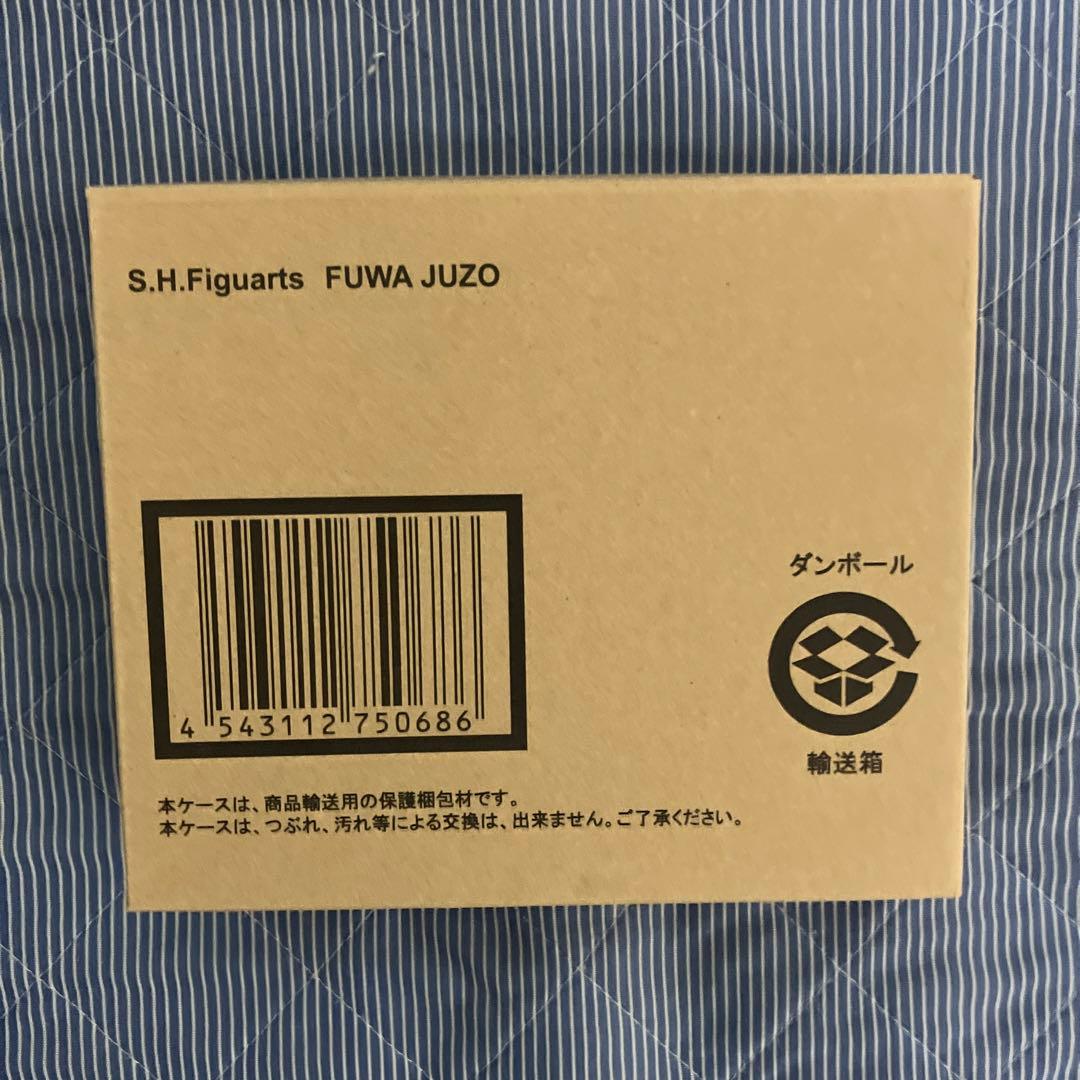 S.H.Figuarts FUWA JUZO
ダンボール
4 543112 750686
輸送箱
本ケースは、商品輸送用の保護梱包材です。
本ケースは、つぶれ、汚れ等による交換は、出来ません。ご了承ください。